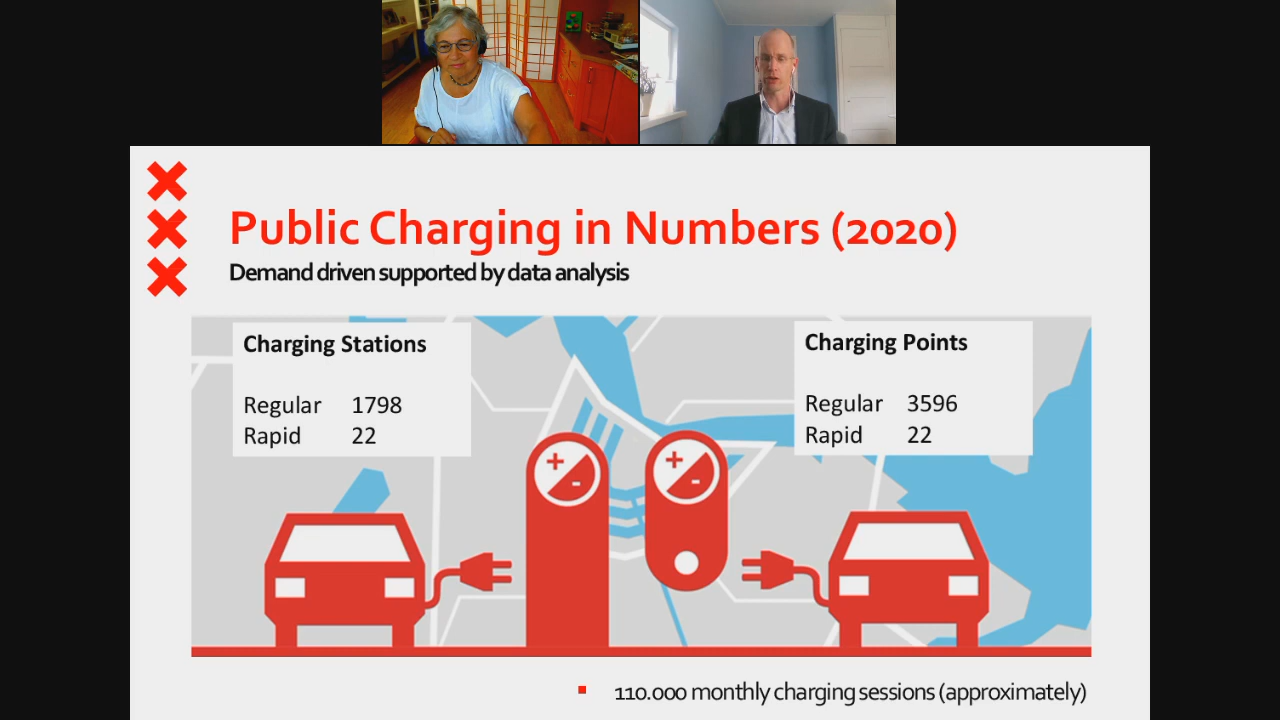 Public Charging in Numbers (2020)
Demand driven supported by data analysis
Charging Stations
Regular 1798
Rapid 22
Charging Points
Regular 3596
Rapid 22
+
-
+
-
110.000 monthly charging sessions (approximately)